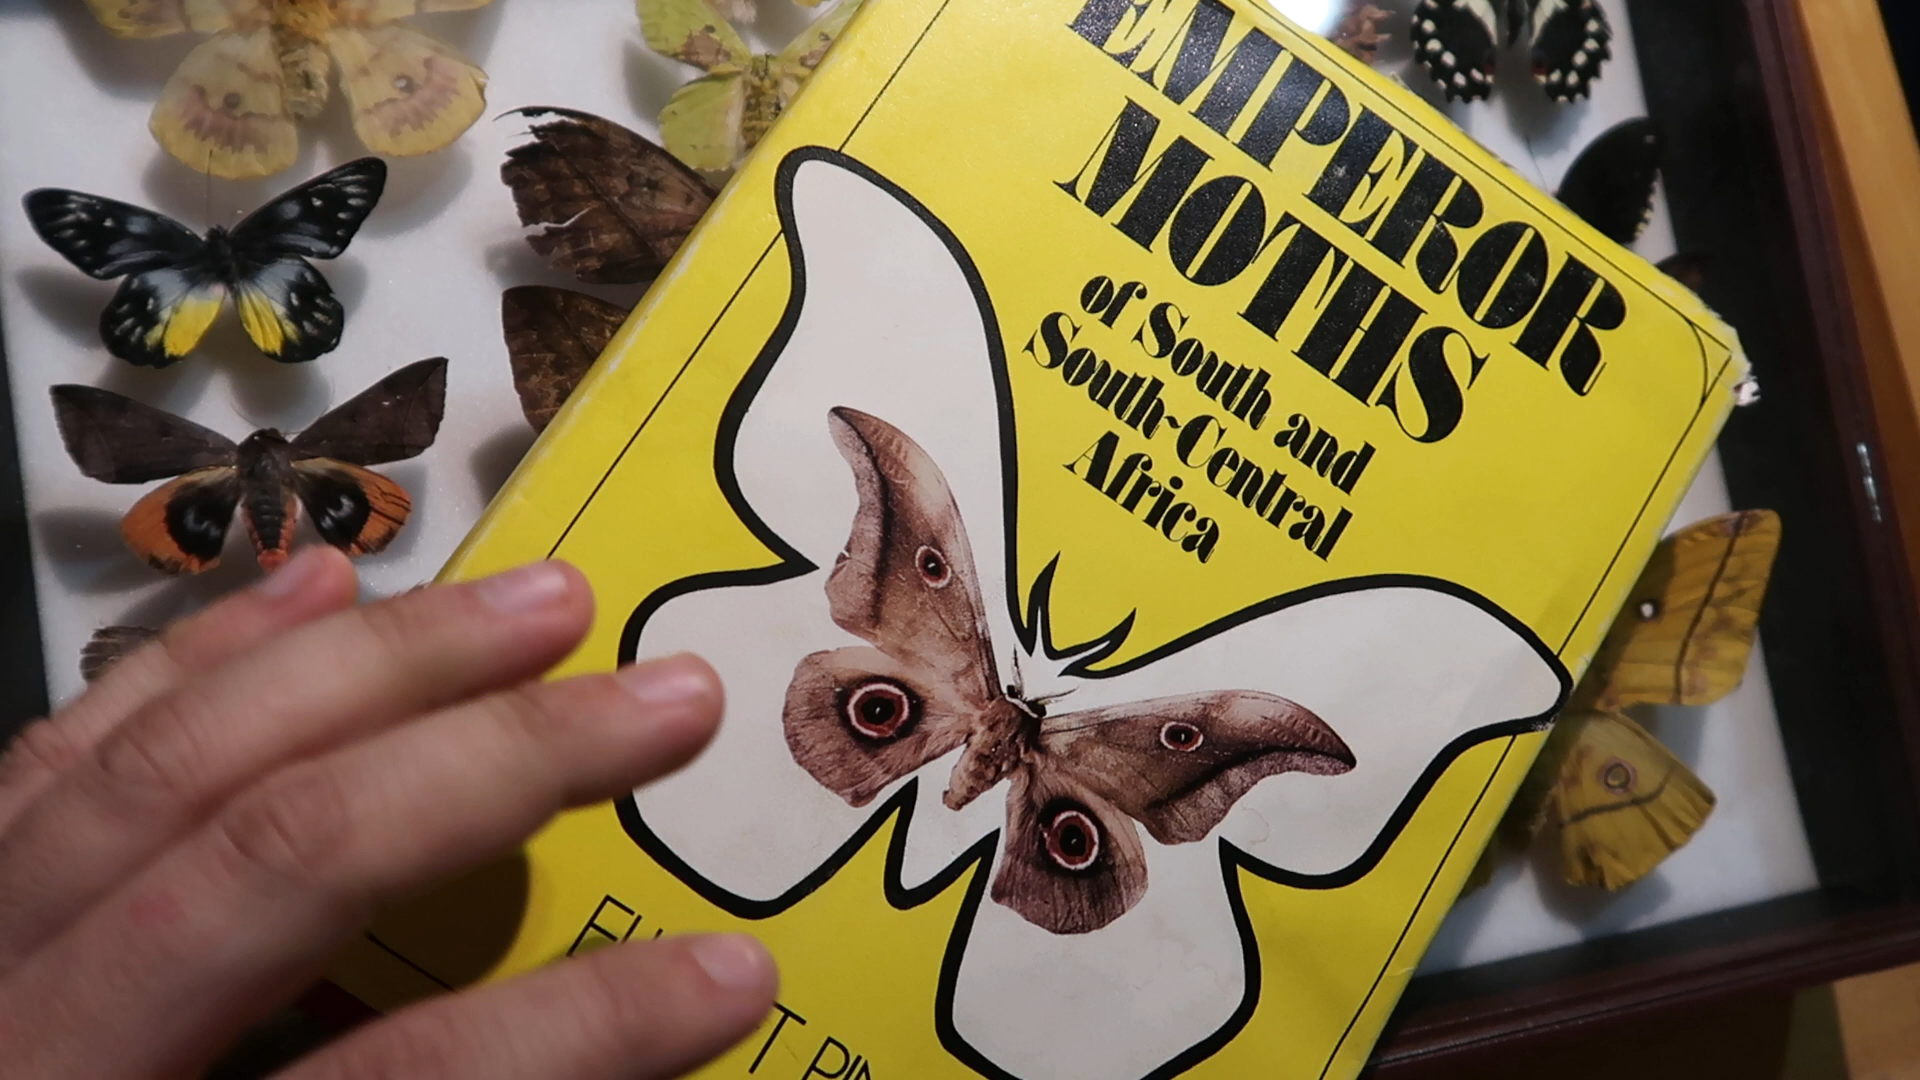 EMPEROR
MOTHS
of South and
South-Central
Africa